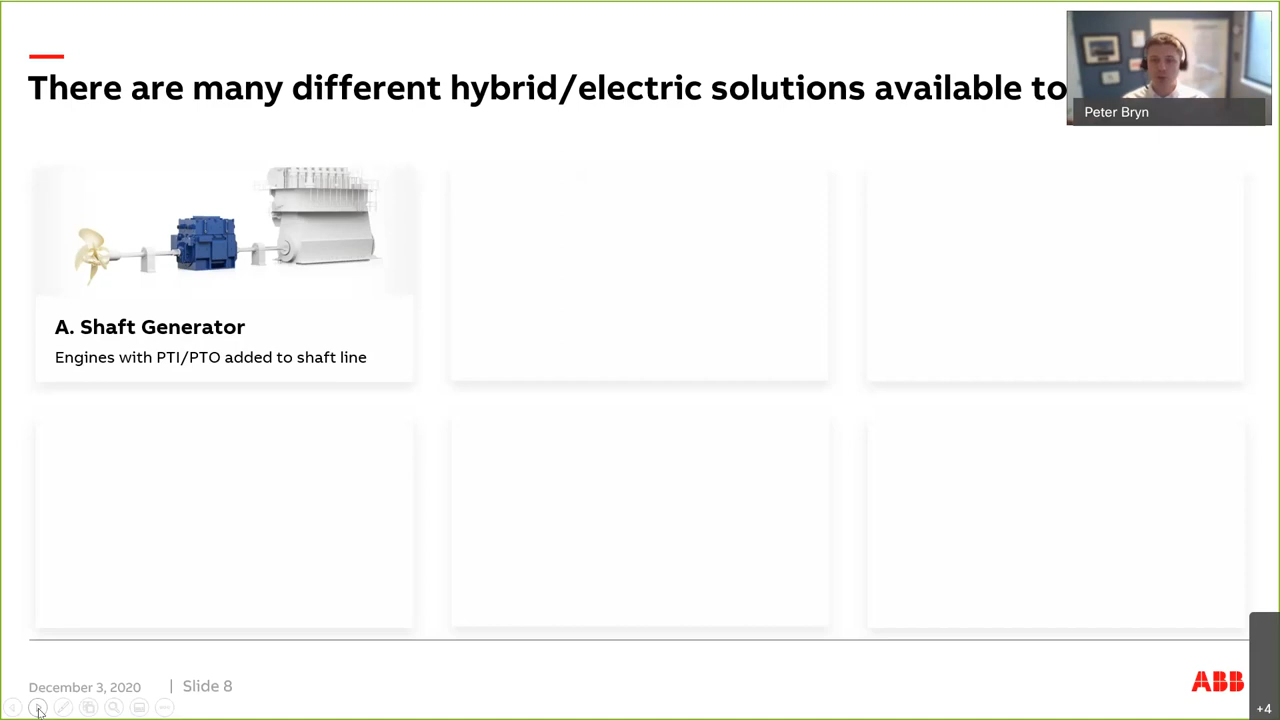 There are many different hybrid/electric solutions available to
Peter Bryn
A. Shaft Generator
Engines with PTI/PTO added to shaft line
December 3, 2020 | Slide 8
ABB
+4